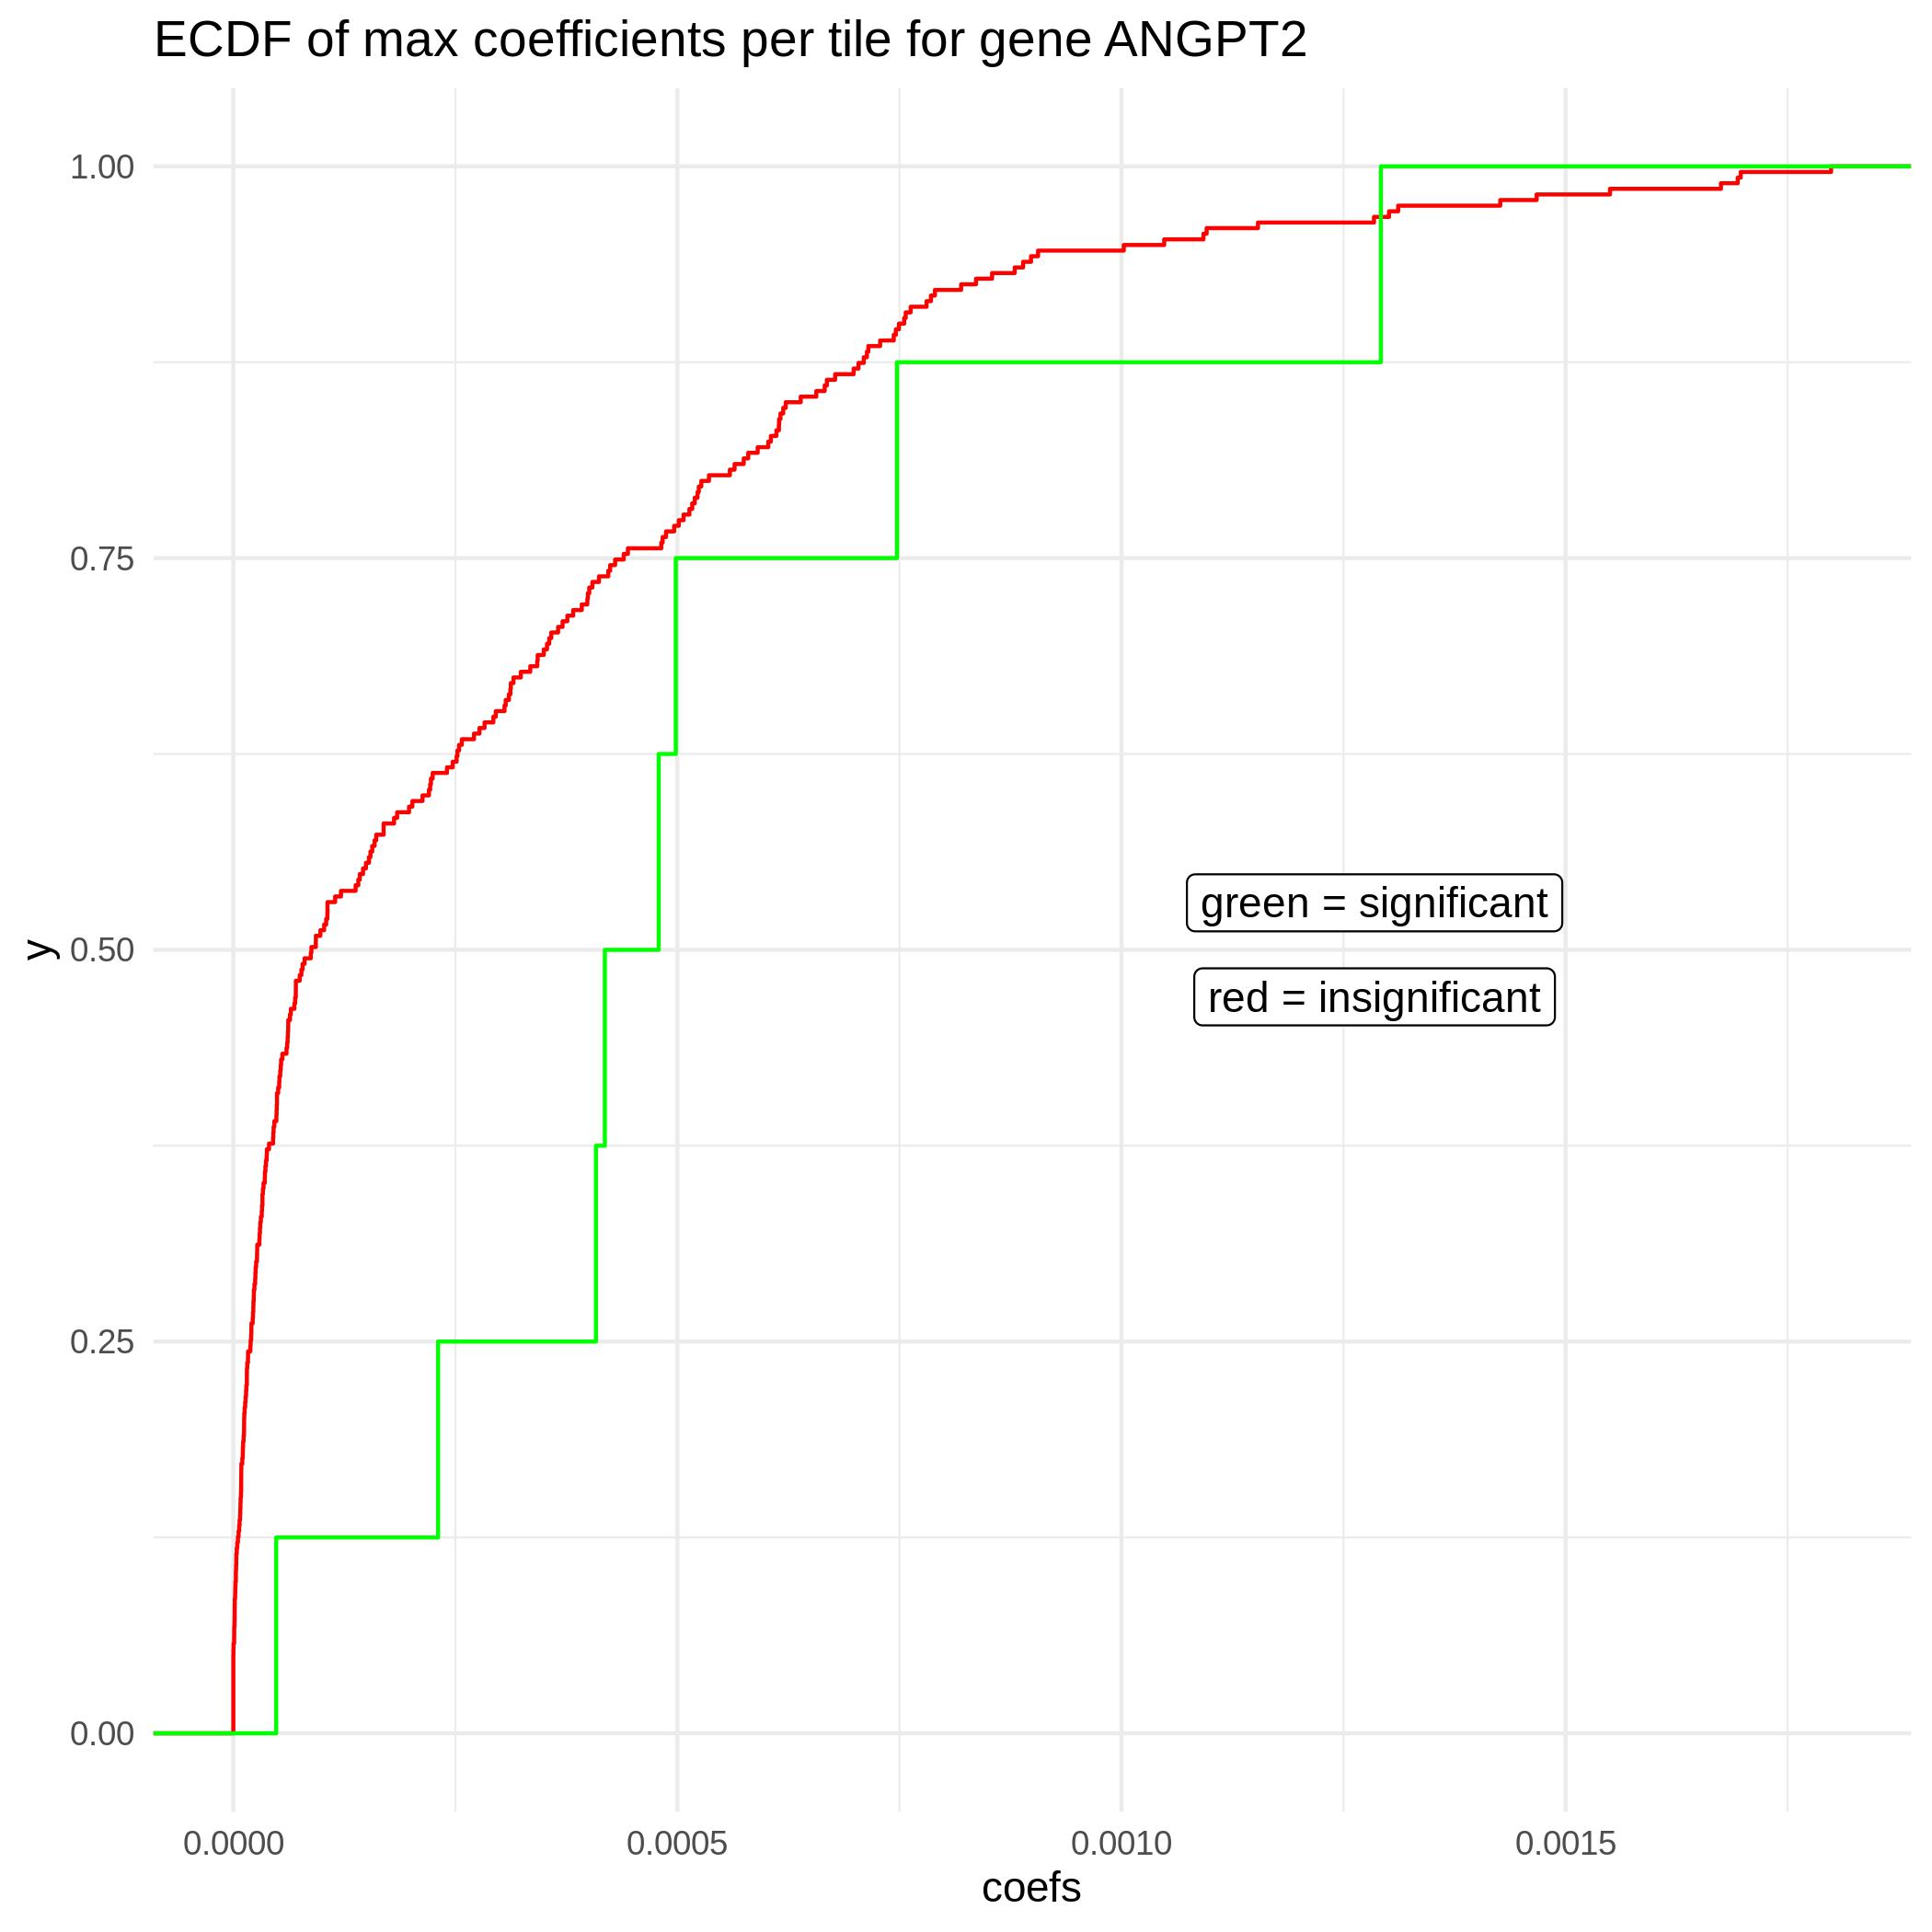 ECDF of max coefficients per tile for gene ANGPT2
1.00
0.75
0.50
0.25
0.00
y
green = significant
red = insignificant
0.0000
0.0005
0.0010
0.0015
coefs